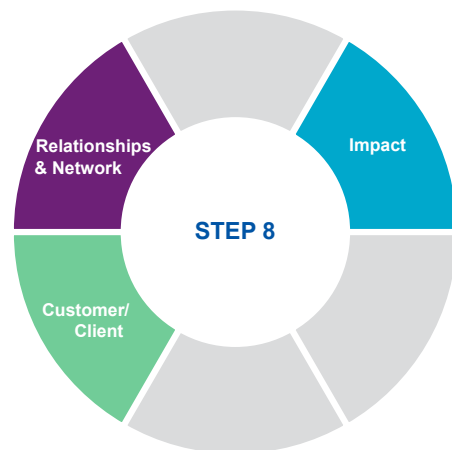 Relationships
& Network
Impact
STEP 8
Customer/
Client